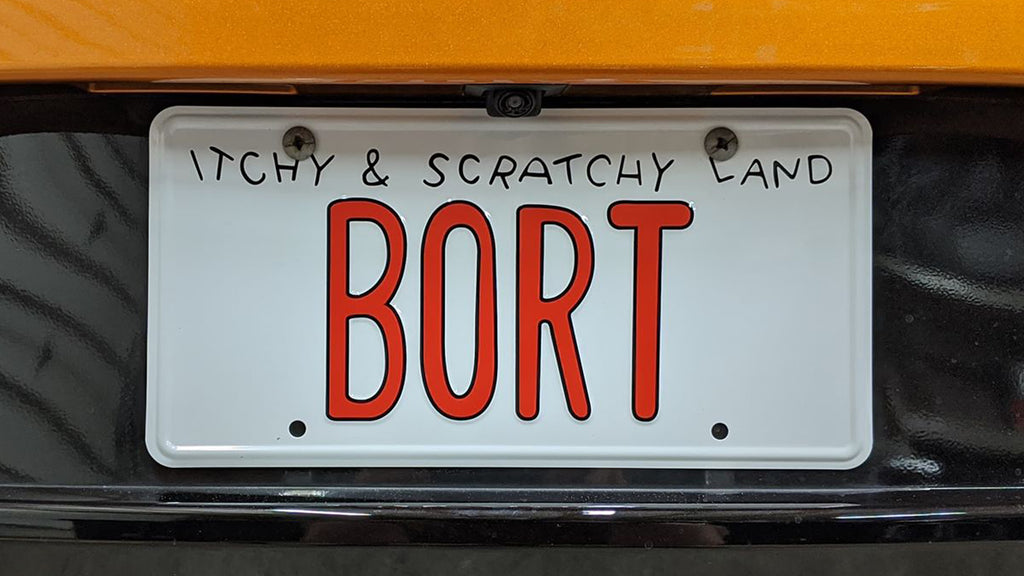 ITCHY & SCRATCHY LAND
BORT